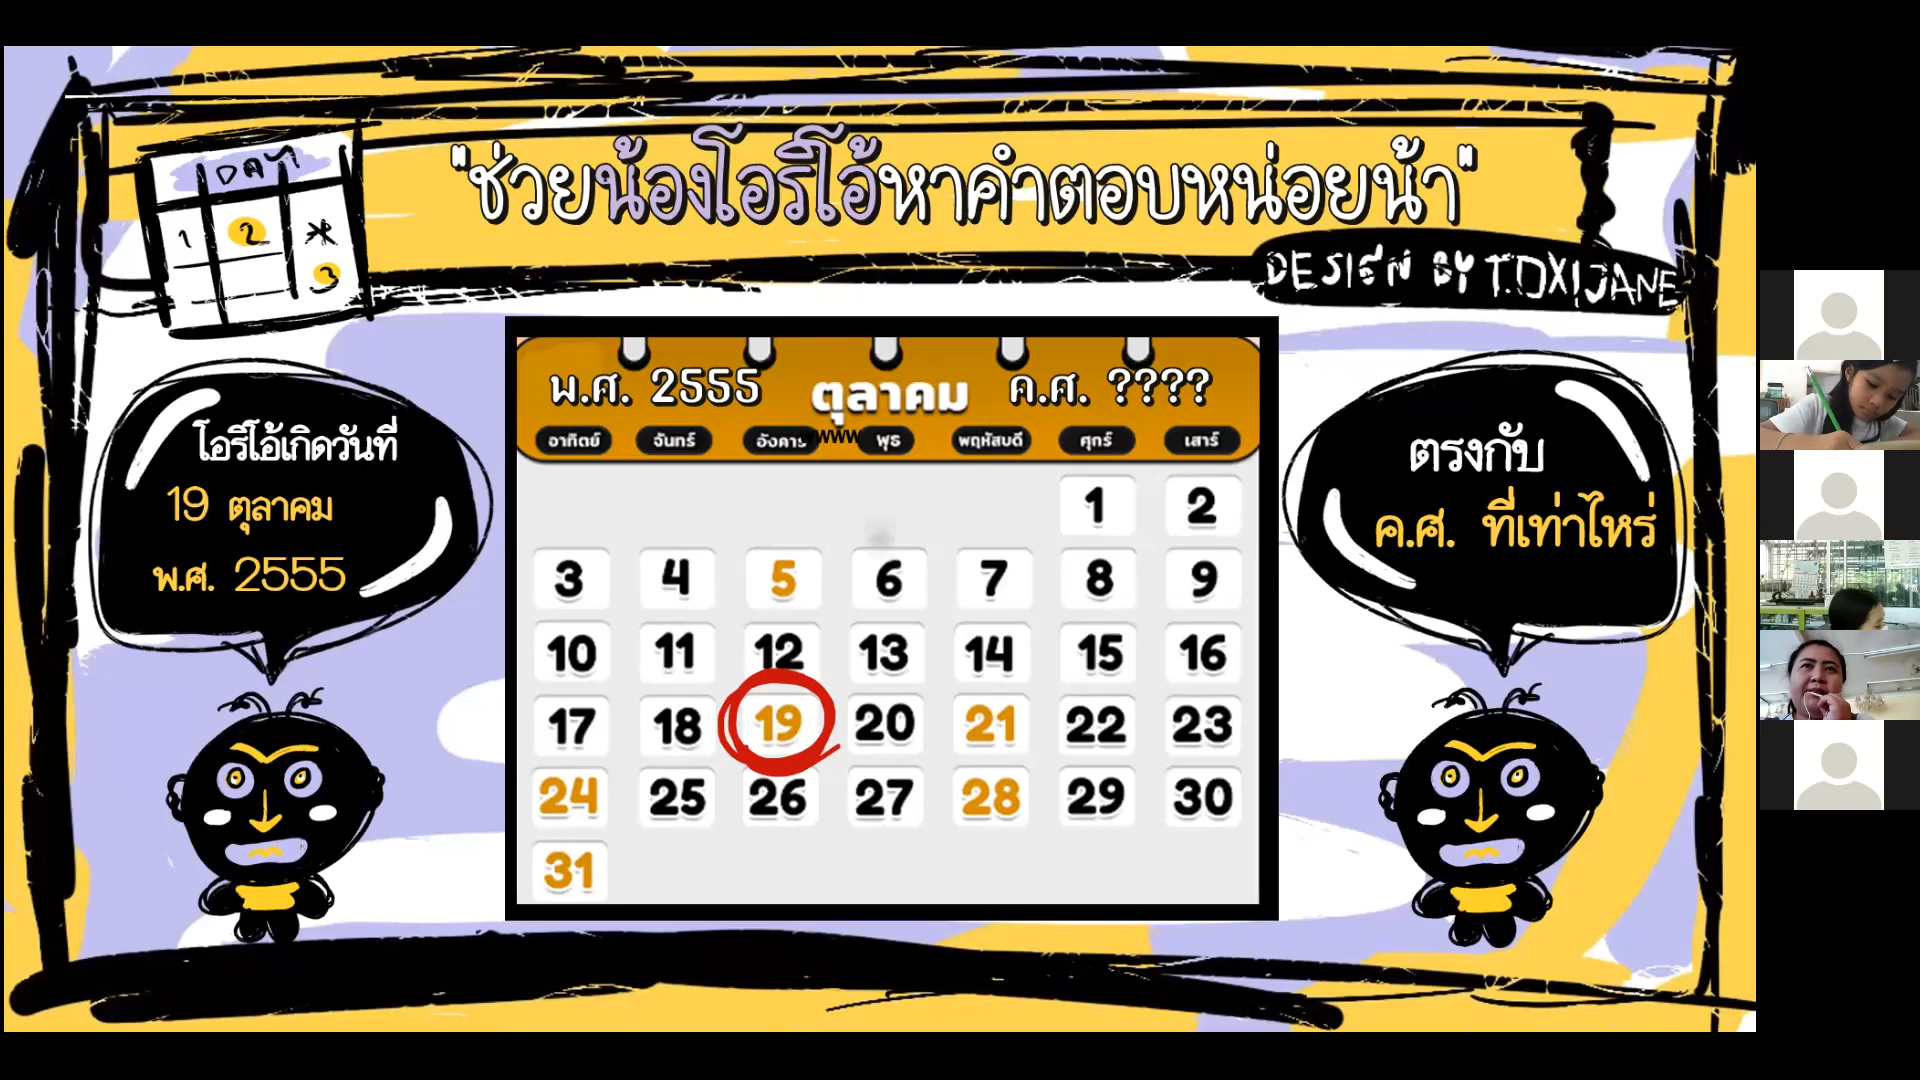 "ช่วยน้องโอรีโอ้หาคำตอบหน่อยน้า"
DAY
1 2
3
DESIGN BY T.OXIJANE
โอรีโอ้เกิดวันที่
19 ตุลาคม
พ.ศ. 2555
พ.ศ. 2555 ตุลาคม ค.ศ. ????
อาทิตย์ จันทร์ อังคาร พุธ พฤหัสบดี ศุกร์ เสาร์
1 2
3 4 5 6 7 8 9
10 11 12 13 14 15 16
17 18 19 20 21 22 23
24 25 26 27 28 29 30
31
ตรงกับ
ค.ศ. ที่เท่าไหร่